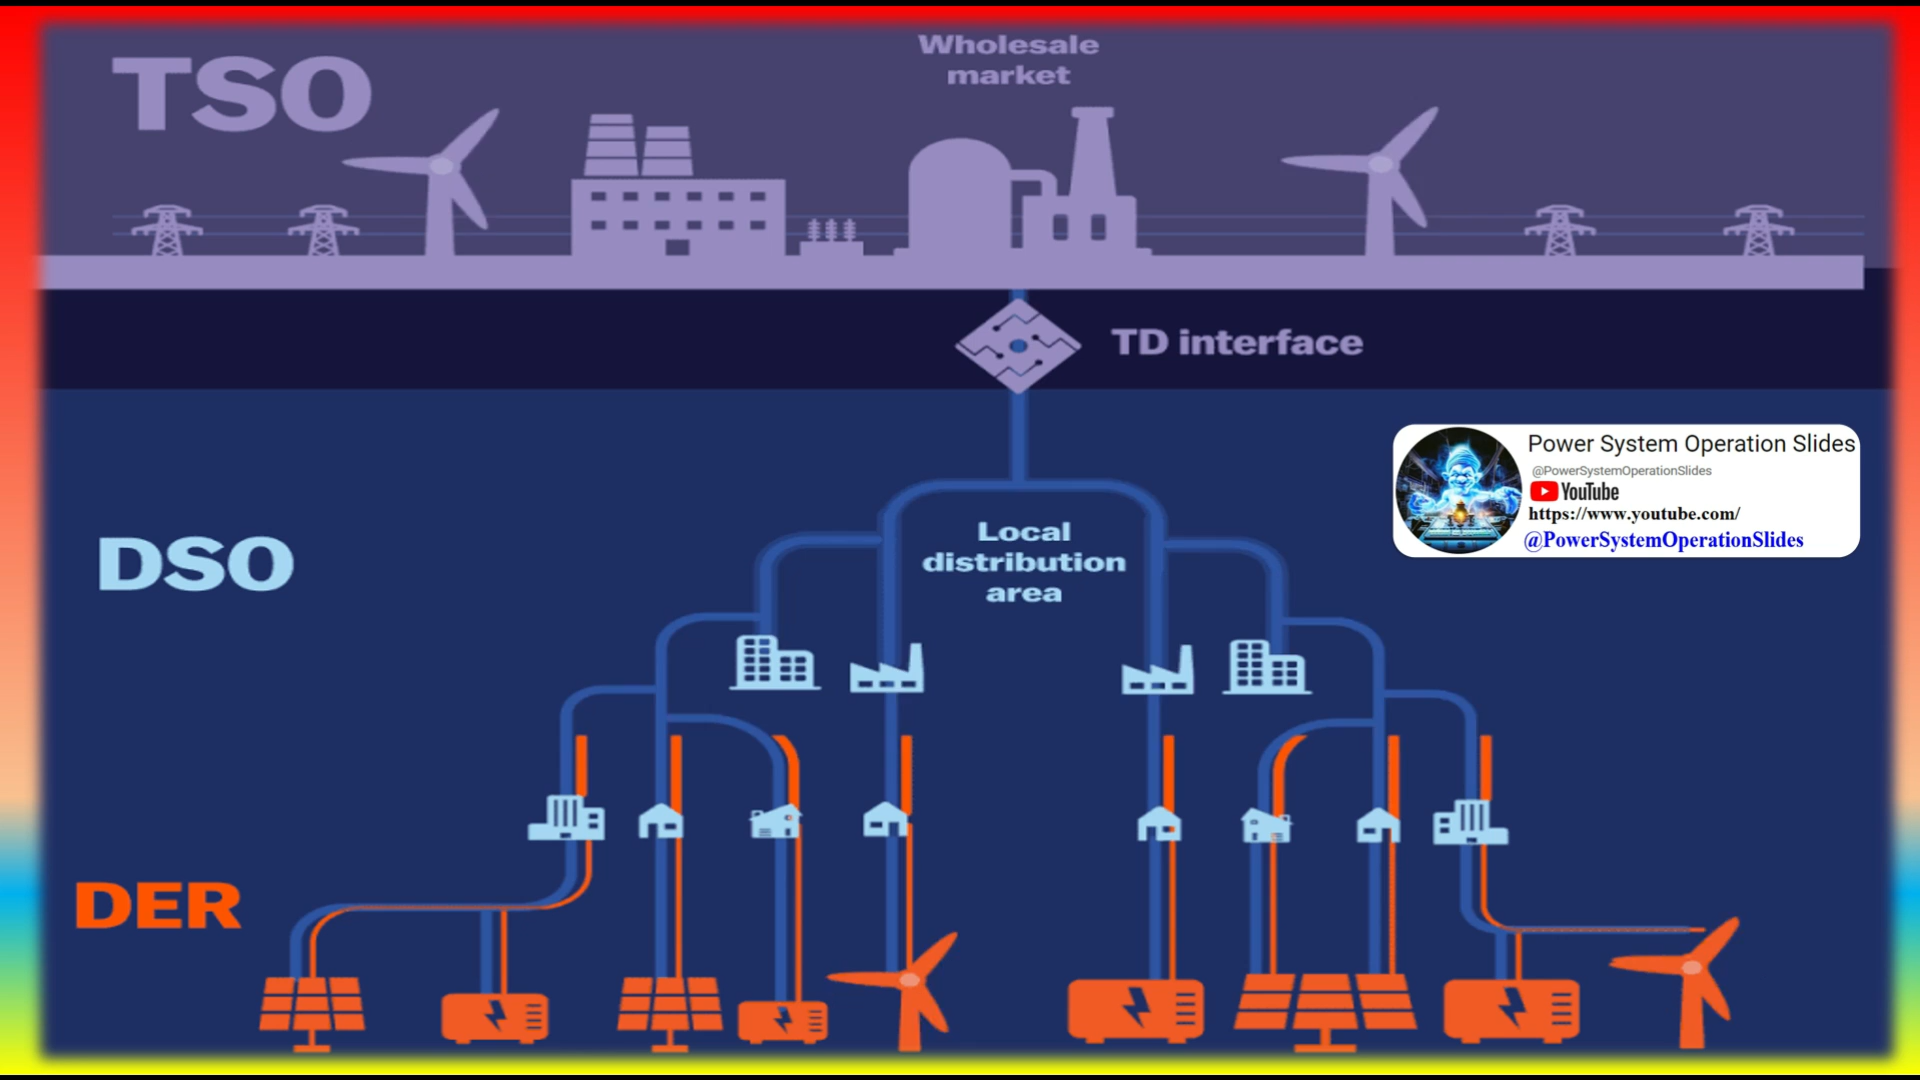 TSO
Wholesale
market
TD interface
Power System Operation Slides
@PowerSystemOperationSlides
YouTube
https://www.youtube.com/
@PowerSystemOperationSlides
DSO
Local
distribution
area
DER